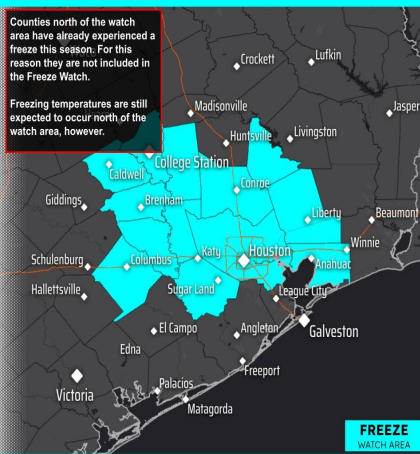 Counties north of the watch
area have already experienced a
freeze this season. For this
reason they are not included in
the Freeze Watch.
Freezing temperatures are still
expected to occur north of the
watch area, however.
Crockett
Lufkin
Madisonville
Jasper
Huntsville
Livingston
College Station
Caldwell
Conroe
Giddings
Brenham
Liberty
Beaumont
Winnie
Schulenburg
Columbus
Katy
Houston
Anahuac
Hallettsville
Sugar Land
League City
El Campo
Angleton
Galveston
Edna
Freeport
Victoria
Palacios
Matagorda
FREEZE
WATCH AREA